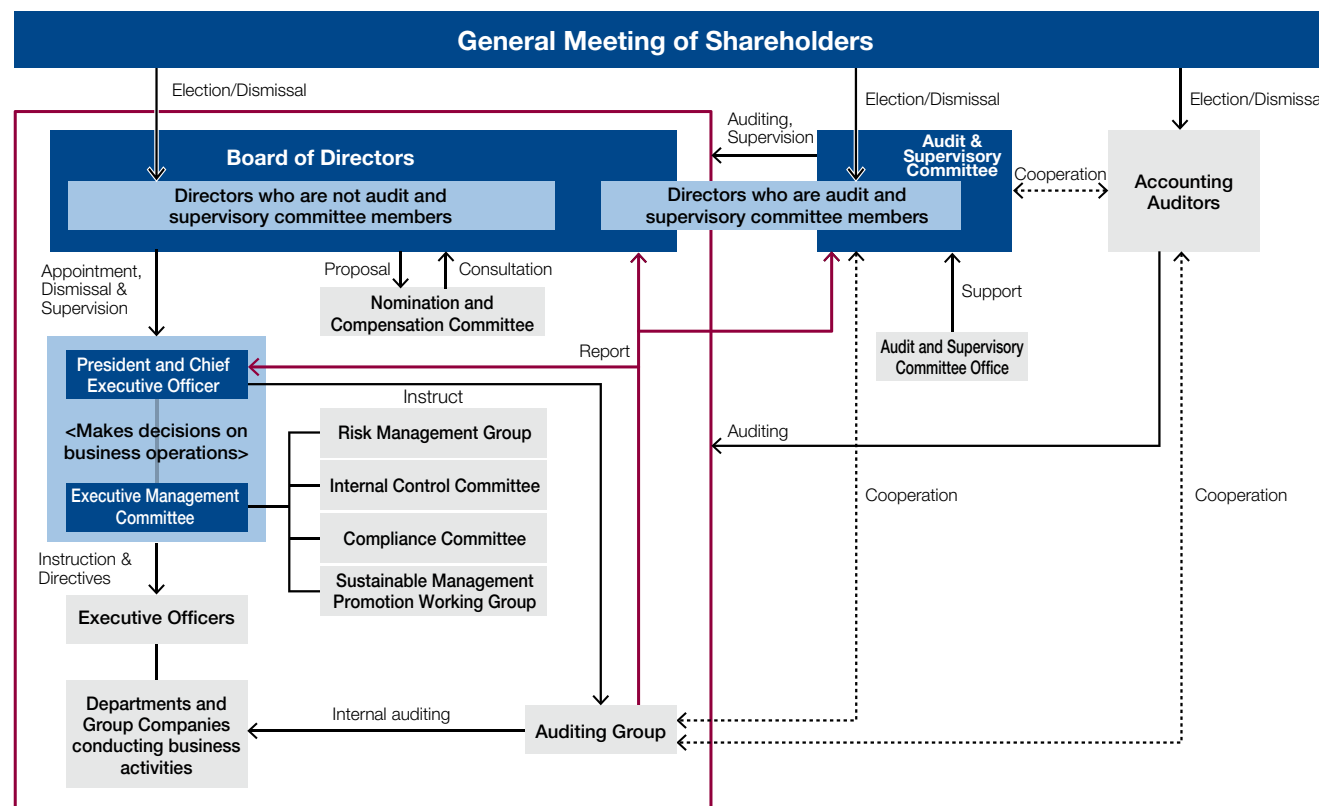 General Meeting of Shareholders
Election/Dismissal
Election/Dismissal
Election/Dismissa
Auditing,
Supervision
Board of Directors
Audit &
Supervisory
Committee
Directors who are not audit and
supervisory committee members
Directors who are audit and
supervisory committee members
Cooperation
Accounting
Auditors
Appointment,
Dismissal &
Supervision
Proposal
Consultation
Nomination and
Compensation Committee
Support
Audit and Supervisory
Committee Office
Report
President and Chief
Executive Officer
Instruct
<Makes decisions on
business operations>
Executive Management
Committee
Risk Management Group
Internal Control Committee
Compliance Committee
Sustainable Management
Promotion Working Group
Auditing
Cooperation
Cooperation
Instruction &
Directives
Executive Officers
Departments and
Group Companies
conducting business
activities
Internal auditing
Auditing Group